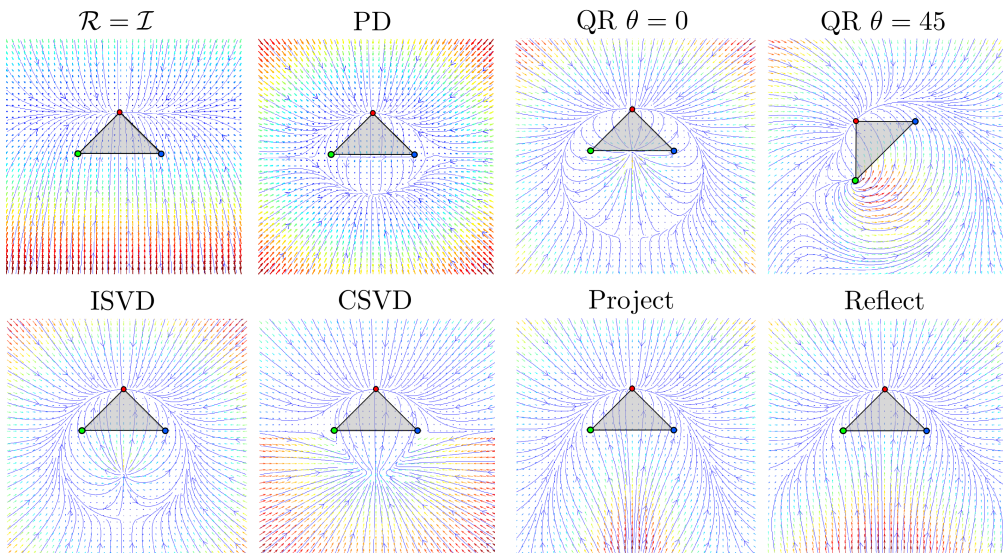 ℛ = ℐ
PD
QR θ = 0
QR θ = 45
ISVD
CSVD
Project
Reflect